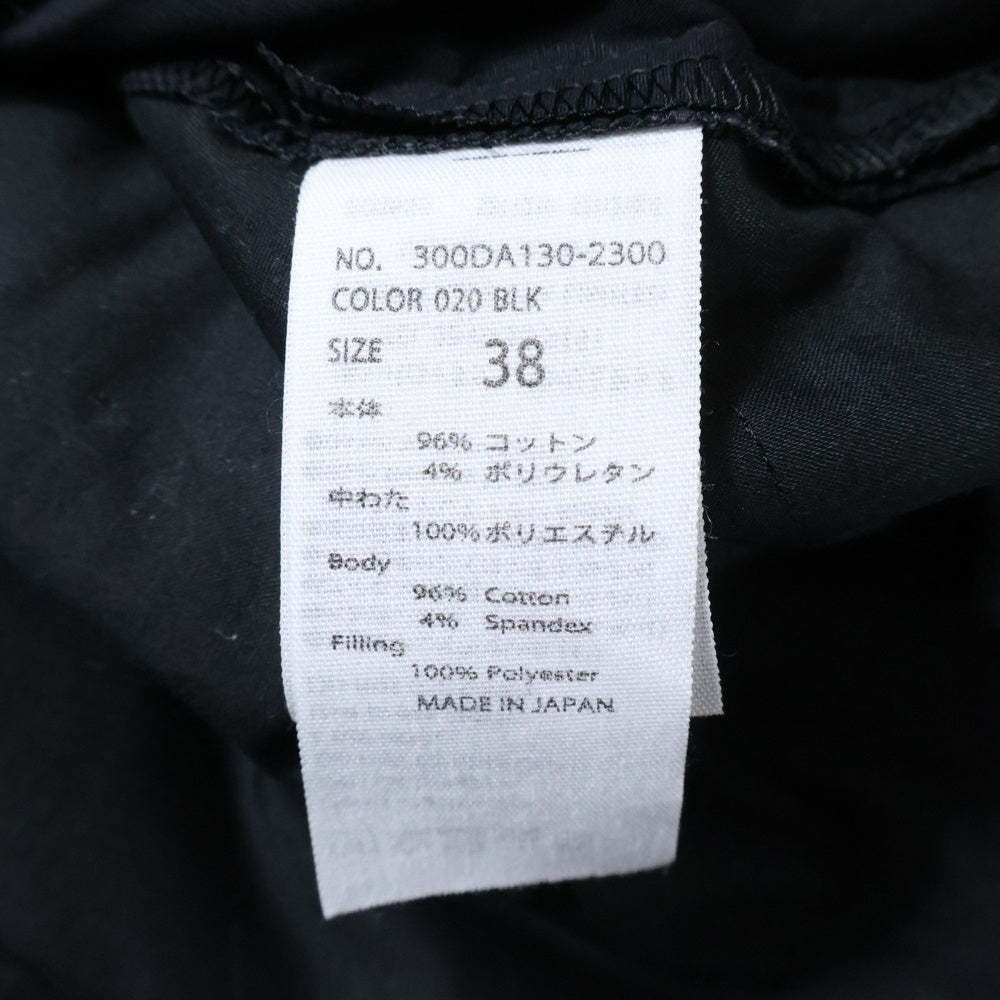 NO. 300DA130-2300
COLOR 020 BLK
SIZE 38
本体
96% コットン
4% ポリウレタン
中わた
100% ポリエステル
Body
96% Cotton
4% Spandex
Filling
100% Polyester
MADE IN JAPAN